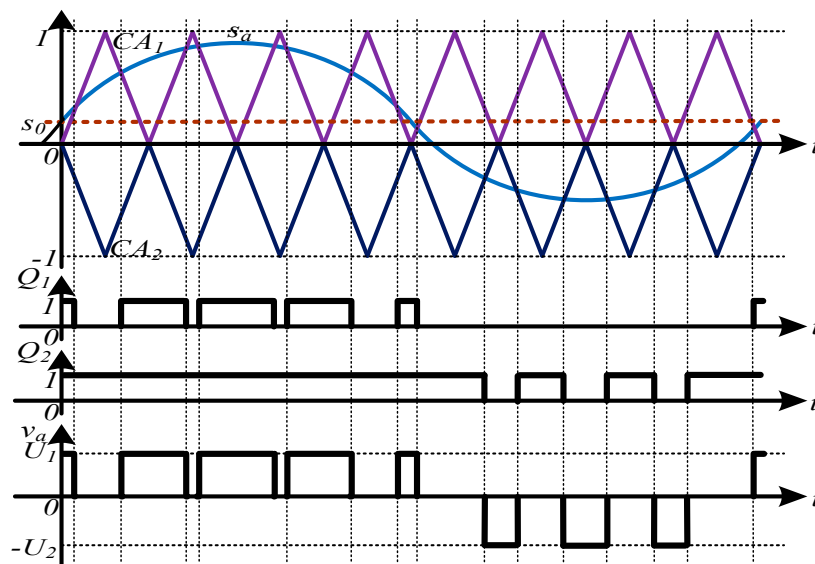 1 CA₁ sₐ
s₀
0 t
-1 CA₂
Q₁
1
0 t
Q₂
1
0 t
vₐ
U₁
0 t
-U₂